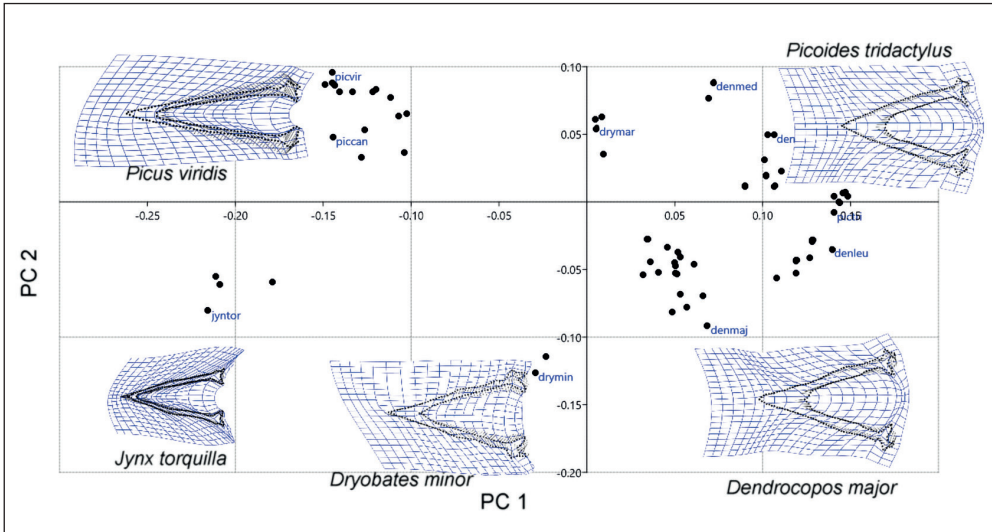 Picoides tridactylus
0.10
picvir
denmed
drymar
0.05
den
piccan
Picus viridis
-0.25
-0.20
-0.15
-0.10
-0.05
0.05
0.10
0.15
denleu
-0.05
PC 2
jyntor
denmaj
-0.10
drymin
Jynx torquilla
Dryobates minor
-0.20
Dendrocopos major
PC 1